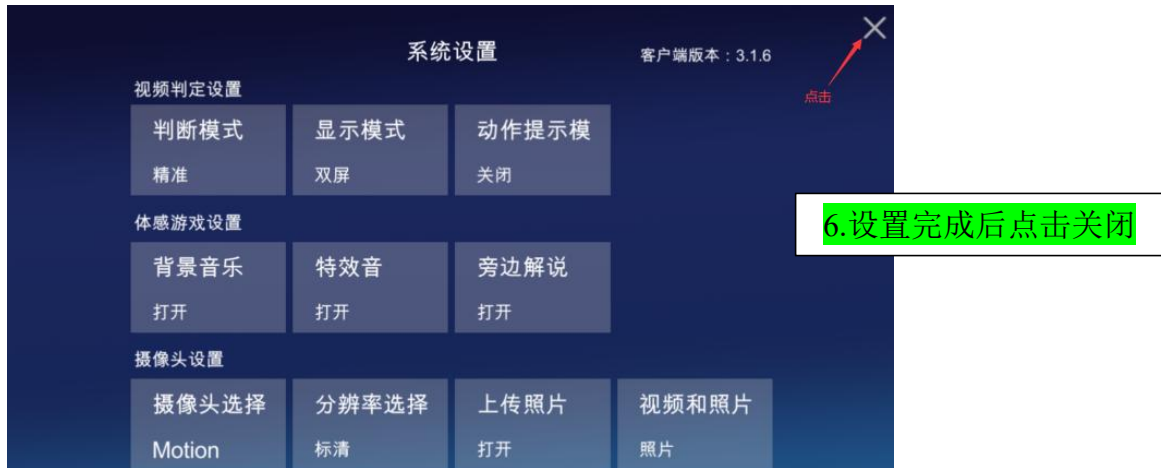 系统设置
客户端版本：3.1.6
点击
视频判定设置
判断模式
显示模式
动作提示模
精准
双屏
关闭
6.设置完成后点击关闭
体感游戏设置
背景音乐
特效音
旁边解说
打开
打开
打开
摄像头设置
摄像头选择
分辨率选择
上传照片
视频和照片
Motion
标清
打开
照片